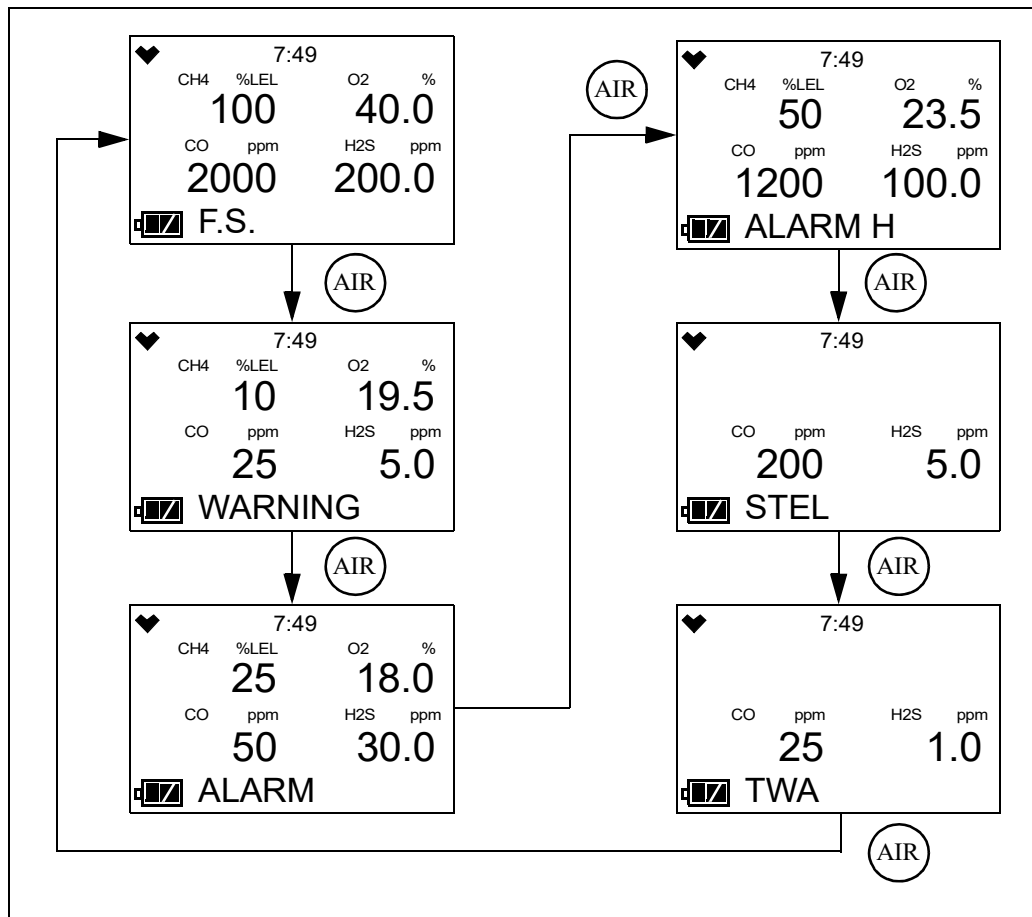 7:49
CH4 %LEL O2 %
100 40.0
CO ppm H2S ppm
2000 200.0
F.S.
AIR
7:49
CH4 %LEL O2 %
10 19.5
CO ppm H2S ppm
25 5.0
WARNING
AIR
7:49
CH4 %LEL O2 %
25 18.0
CO ppm H2S ppm
50 30.0
ALARM
AIR
7:49
CH4 %LEL O2 %
50 23.5
CO ppm H2S ppm
1200 100.0
ALARM H
AIR
7:49
CO ppm H2S ppm
200 5.0
STEL
AIR
7:49
CO ppm H2S ppm
25 1.0
TWA
AIR